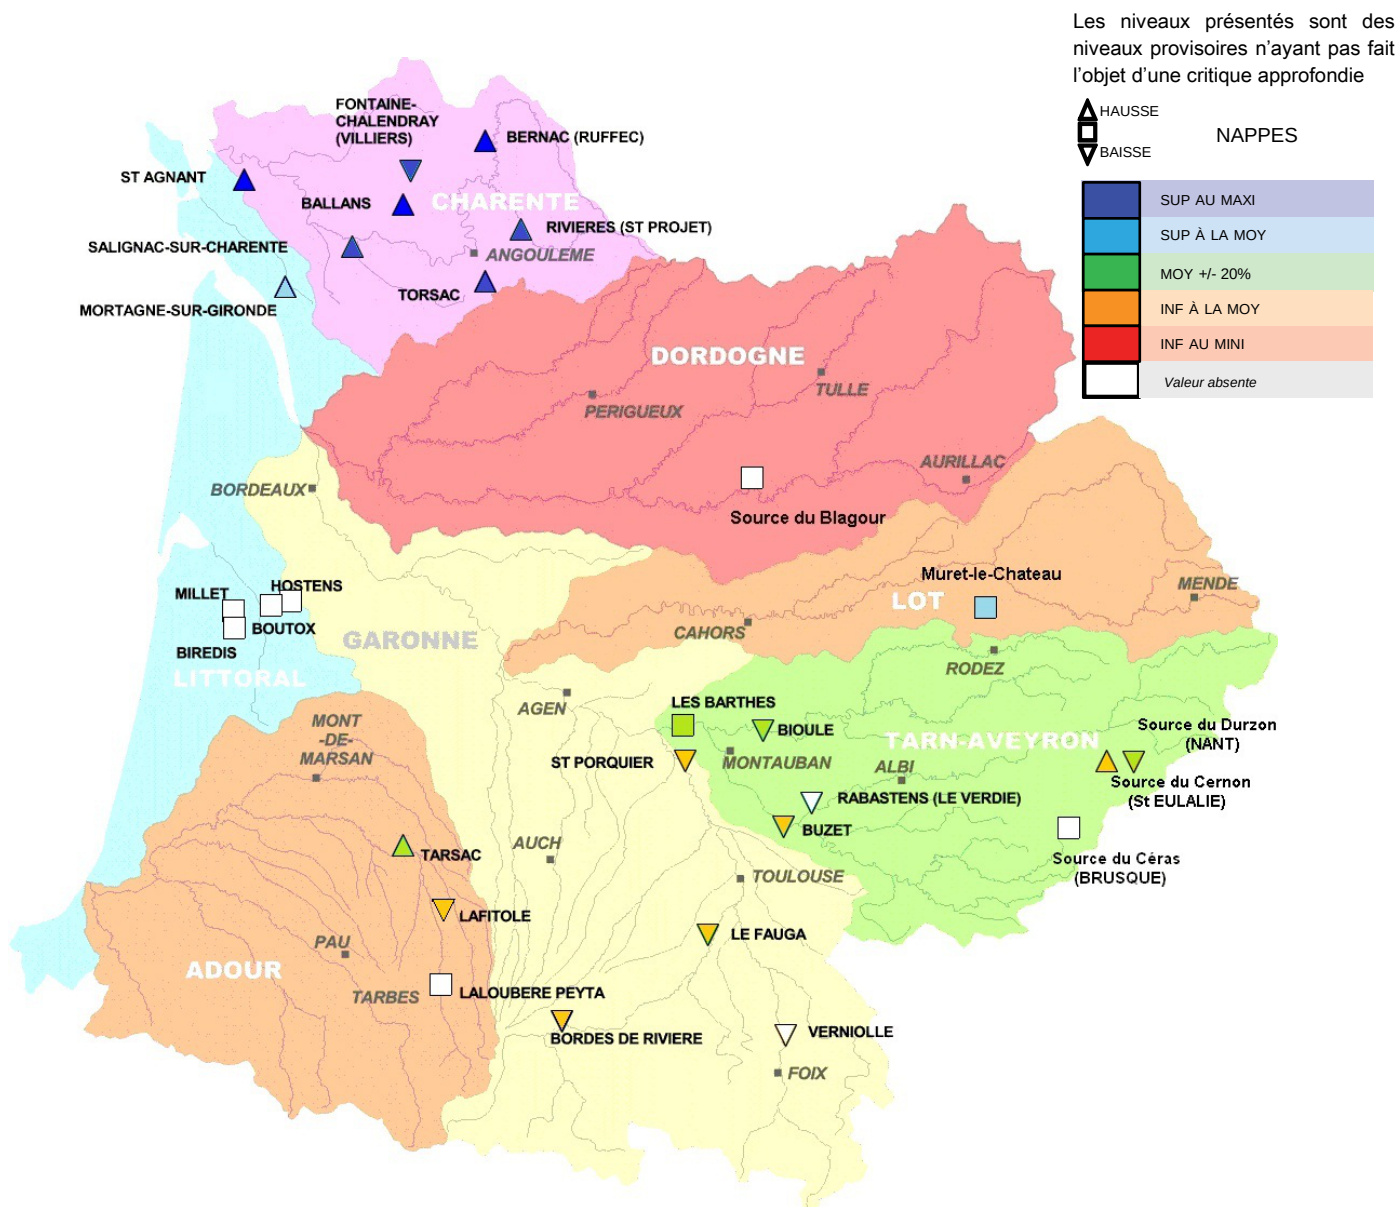 Les niveaux présentés sont des
niveaux provisoires n'ayant pas fait
l'objet d'une critique approfondie
HAUSSE
NAPPES
BAISSE
SUP AU MAXI
SUP À LA MOY
MOY +/- 20%
INF À LA MOY
INF AU MINI
Valeur absente
FONTAINE-
CHALENDRAY
(VILLIERS)
BERNAC (RUFFEC)
ST AGNANT
BALLANS
CHARENTE
RIVIERES (ST PROJET)
SALIGNAC-SUR-CHARENTE
ANGOULEME
TORSAC
MORTAGNE-SUR-GIRONDE
DORDOGNE
TULLE
PERIGUEUX
AURILLAC
BORDEAUX
Source du Blagour
Muret-le-Chateau
MENDE
LOT
HOSTENS
MILLET
BOUTOX
BIREDIS
GARONNE
CAHORS
LITTORAL
RODEZ
AGEN
LES BARTHES
BIOULE
MONT
-DE-
MARSAN
ST PORQUIER
MONTAUBAN
TARN-AVEYRON
ALBI
Source du Durzon
(NANT)
Source du Cernon
(St EULALIE)
RABASTENS (LE VERDIE)
BUZET
TARSAC
AUCH
TOULOUSE
Source du Céras
(BRUSQUE)
LAFITOLE
LE FAUGA
PAU
ADOUR
TARBES
LALOUBERE PEYTA
BORDES DE RIVIERE
VERNIOLLE
FOIX